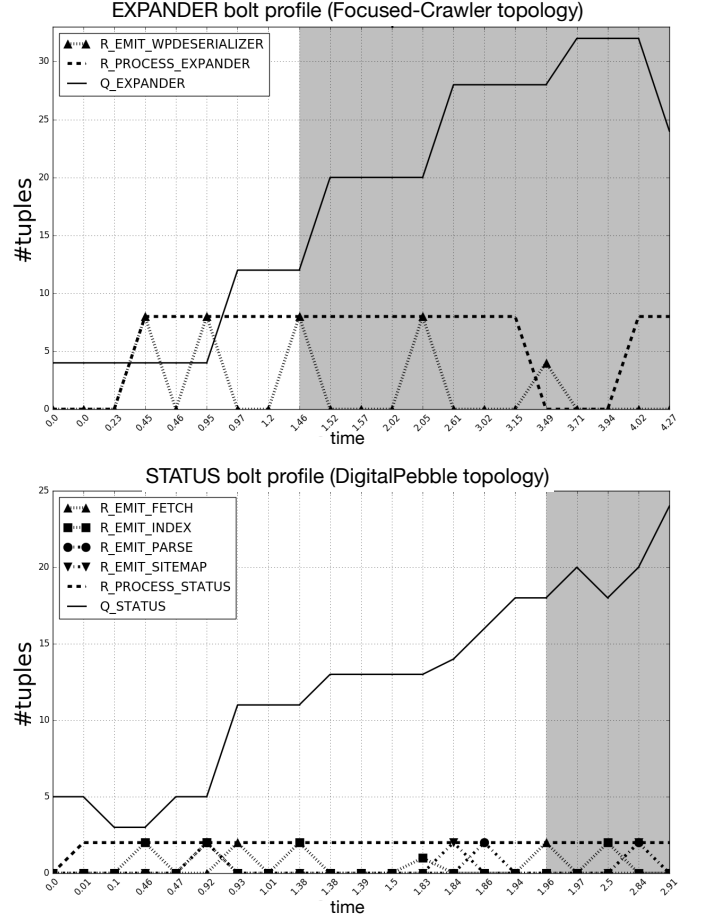 EXPANDER bolt profile (Focused-Crawler topology)
R_EMIT_WPDESERIALIZER
R_PROCESS_EXPANDER
Q_EXPANDER
#tuples
30
25
20
15
10
5
0
0.0 0.0 0.23 0.45 0.46 0.95 0.97 1.2 1.46 1.52 1.57 2.02 2.05 2.61 3.02 3.15 3.49 3.71 3.94 4.02 4.27
time
STATUS bolt profile (DigitalPebble topology)
R_EMIT_FETCH
R_EMIT_INDEX
R_EMIT_PARSE
R_EMIT_SITEMAP
R_PROCESS_STATUS
Q_STATUS
#tuples
25
20
15
10
5
0
0.0 0.01 0.1 0.46 0.47 0.92 0.93 1.01 1.38 1.38 1.39 1.5 1.83 1.84 1.86 1.94 1.96 1.97 2.5 2.84 2.91
time